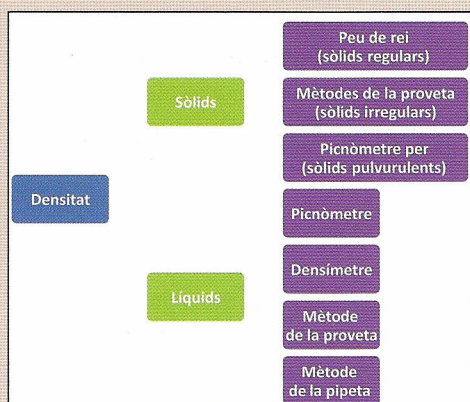 Densitat
Sòlids
Peu de rei
(sòlids regulars)
Mètodes de la proveta
(sòlids irregulars)
Picnòmetre per
(sòlids pulvurulents)
Líquids
Picnòmetre
Densímetre
Mètode
de la proveta
Mètode
de la pipeta